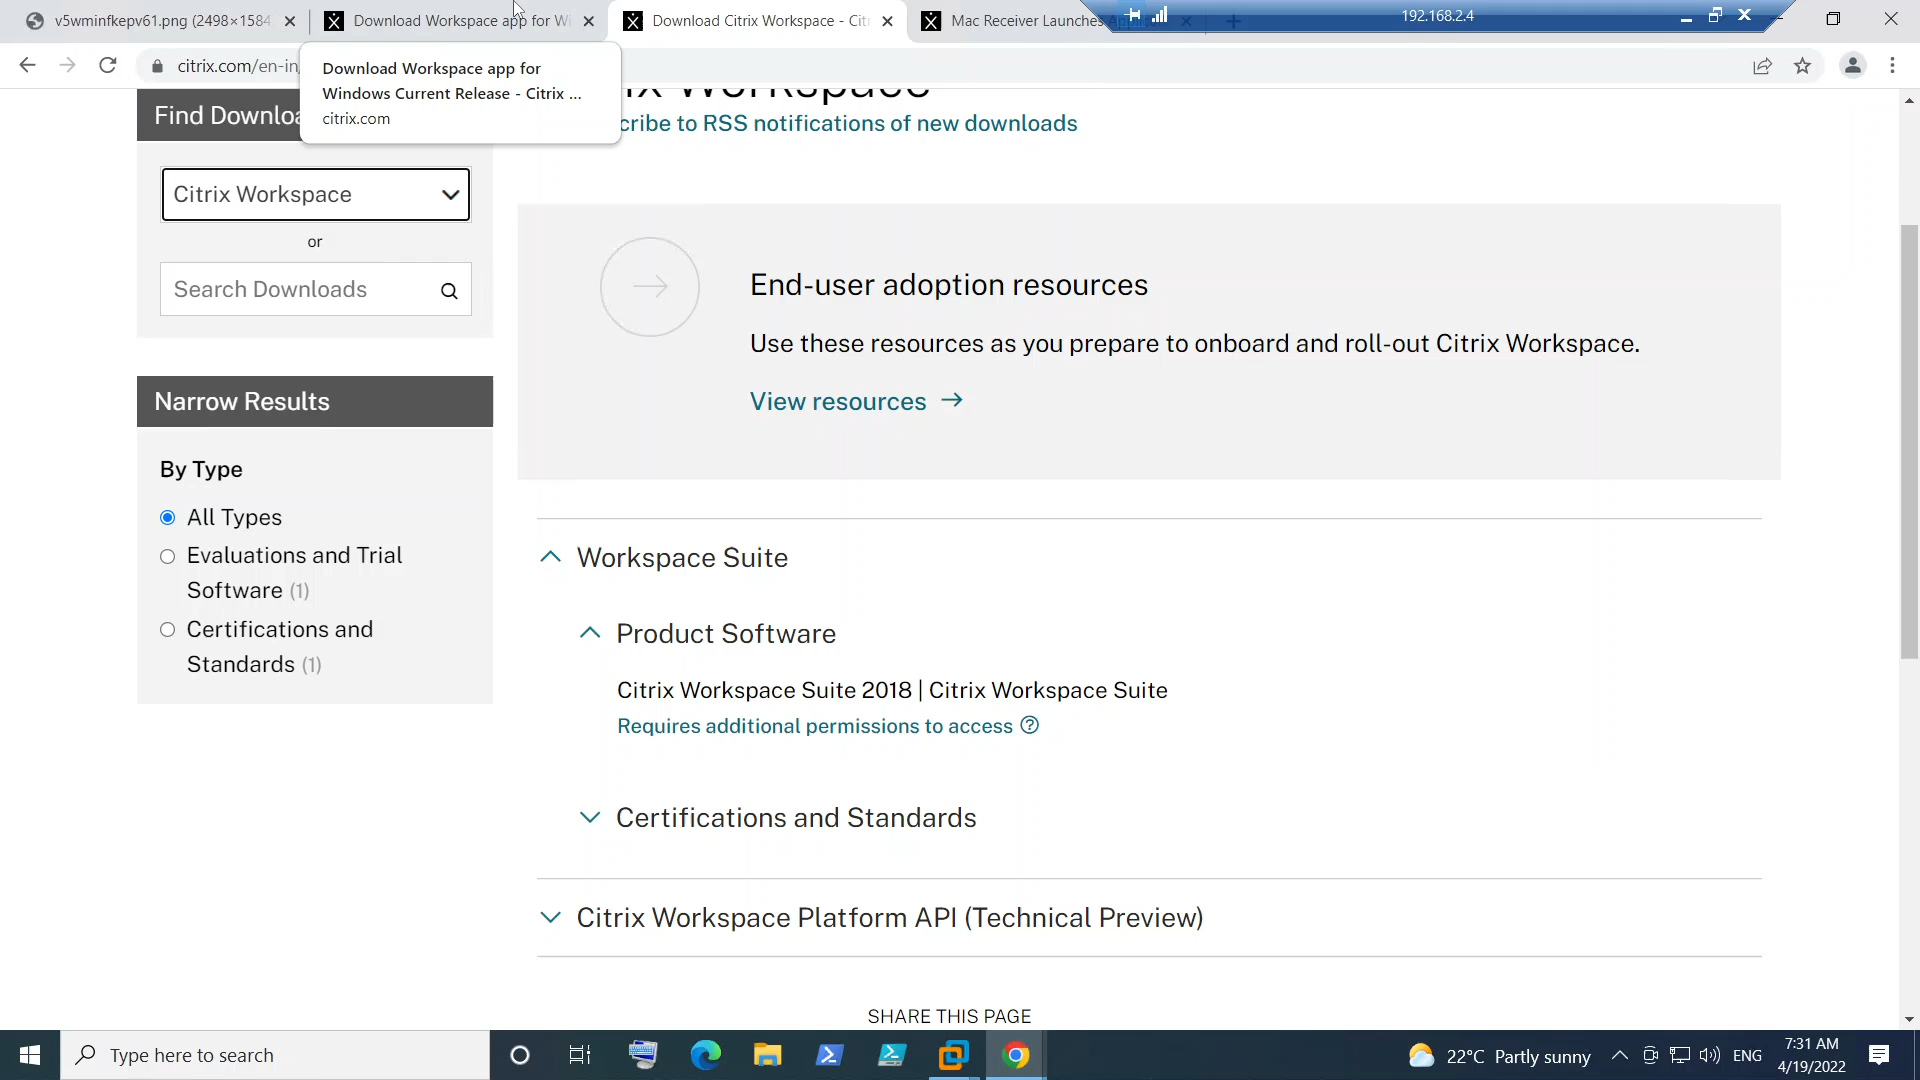 v5wminfkepv61.png (2498×1584
Download Workspace app for Wi
Download Citrix Workspace - Citr
Mac Receiver Launches
192.168.2.4
citrix.com/en-in
Download Workspace app for
Windows Current Release - Citrix ...
citrix.com
Find Downloa
cribe to RSS notifications of new downloads
Citrix Workspace
or
Search Downloads
End-user adoption resources
Use these resources as you prepare to onboard and roll-out Citrix Workspace.
View resources →
Narrow Results
By Type
All Types
Evaluations and Trial
Software (1)
Certifications and
Standards (1)
Workspace Suite
Product Software
Citrix Workspace Suite 2018 | Citrix Workspace Suite
Requires additional permissions to access
Certifications and Standards
Citrix Workspace Platform API (Technical Preview)
SHARE THIS PAGE
Type here to search
22°C Partly sunny
ENG
7:31 AM
4/19/2022